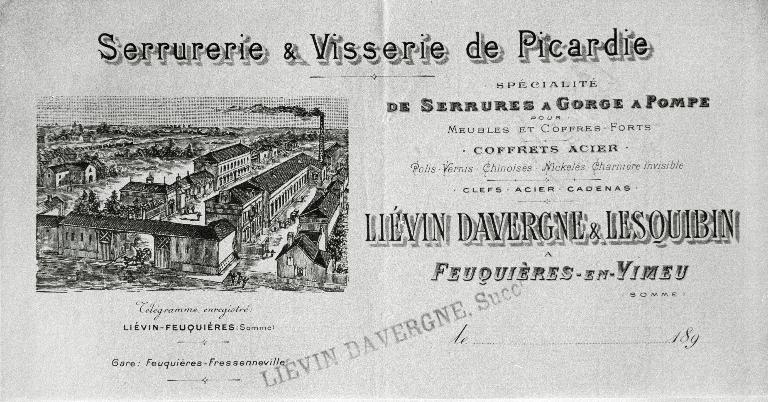 Serrurerie & Visserie de Picardie
SPÉCIALITÉ
DE SERRURES A GORGE A POMPE
POUR
MEUBLES ET COFFRES-FORTS
· COFFRETS ACIER ·
Polis · Vernis · Chinoisés · Nickelés, Charnière invisible
· CLEFS · ACIER · CADENAS ·
LIÉVIN DAVERGNE & LESQUIBIN
A
FEUQUIÈRES-EN-VIMEU
(SOMME)
Télégramme enregistré:
LIÉVIN-FEUQUIÈRES (Somme)
Gare: Feuquières-Fressenneville
LIÉVIN DAVERGNE, Succr
le 189